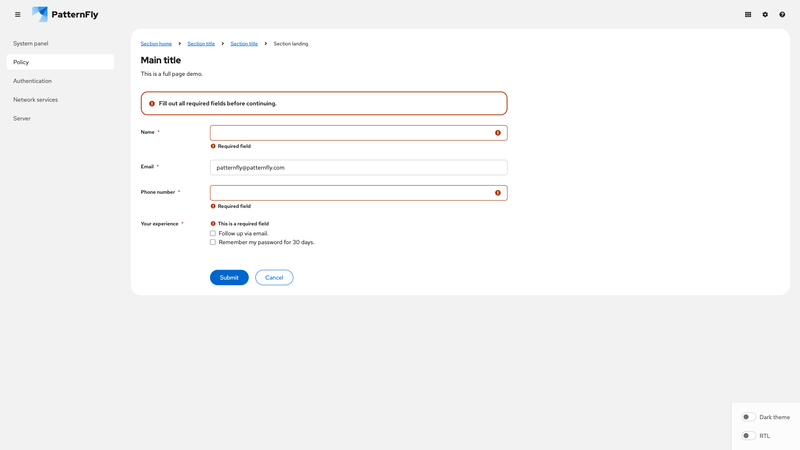 PatternFly
System panel
Policy
Authentication
Network services
Server
Section home > Section title > Section title > Section landing
Main title
This is a full page demo.
Fill out all required fields before continuing.
Name *
Required field
Email * patternfly@patternfly.com
Phone number *
Required field
Your experience * This is a required field
Follow up via email.
Remember my password for 30 days.
Submit Cancel
Dark theme
RTL